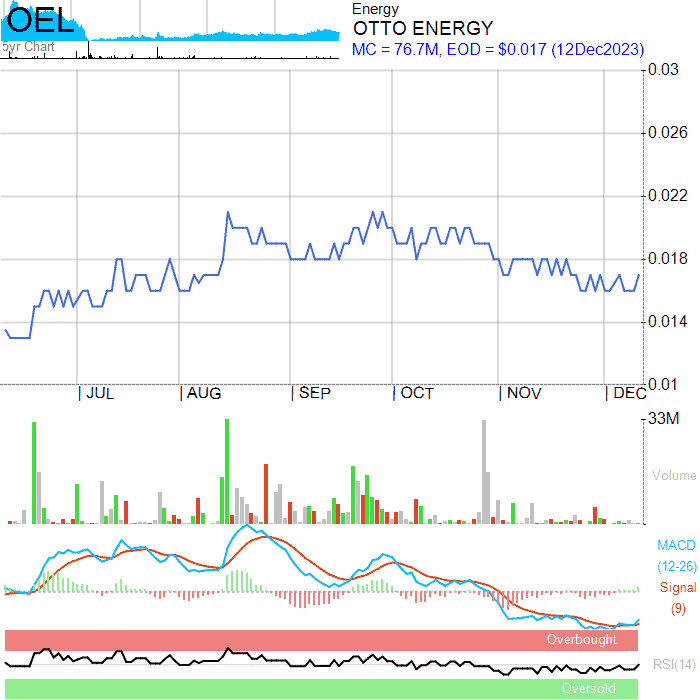 OEL
5yr Chart
Energy
OTTO ENERGY
MC = 76.7M, EOD = $0.017 (12Dec2023)
0.03
0.026
0.022
0.018
0.014
0.01
JUL
AUG
SEP
OCT
NOV
DEC
33M
Volume
MACD
(12-26)
Signal
(9)
Overbought
RSI(14)
Oversold